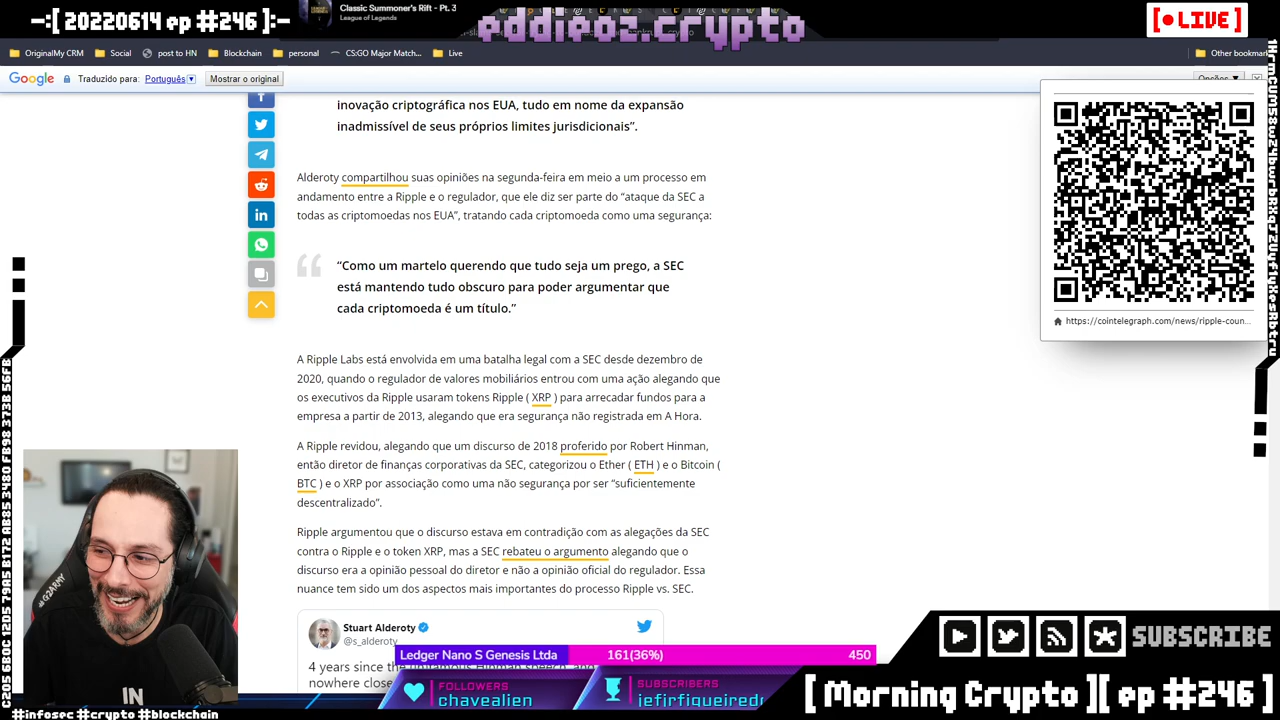 -:[ 20220614 ep #246 ]:-
Classic Summoner's Rift - Pt. 3
League of Legends
eddieoz.crypto
[● LIVE]
OriginalMy CRM
Social
post to HN
Blockchain
personal
CS:GO Major Match...
Live
Other bookmar
Google
Traduzido para:
Português
Mostrar o original
Opções ▼
inovação criptográfica nos EUA, tudo em nome da expansão
inadmissível de seus próprios limites jurisdicionais”.
Alderoty compartilhou suas opiniões na segunda-feira em meio a um processo em
andamento entre a Ripple e o regulador, que ele diz ser parte do “ataque da SEC a
todas as criptomoedas nos EUA”, tratando cada criptomoeda como uma segurança:
“Como um martelo querendo que tudo seja um prego, a SEC
está mantendo tudo obscuro para poder argumentar que
cada criptomoeda é um título.”
https://cointelegraph.com/news/ripple-coun...
A Ripple Labs está envolvida em uma batalha legal com a SEC desde dezembro de
2020, quando o regulador de valores mobiliários entrou com uma ação alegando que
os executivos da Ripple usaram tokens Ripple ( XRP ) para arrecadar fundos para a
empresa a partir de 2013, alegando que era segurança não registrada em A Hora.
A Ripple revidou, alegando que um discurso de 2018 proferido por Robert Hinman,
então diretor de finanças corporativas da SEC, categorizou o Ether ( ETH ) e o Bitcoin (
BTC ) e o XRP por associação como uma não segurança por ser “suficientemente
descentralizado”.
Ripple argumentou que o discurso estava em contradição com as alegações da SEC
contra o Ripple e o token XRP, mas a SEC rebateu o argumento alegando que o
discurso era a opinião pessoal do diretor e não a opinião oficial do regulador. Essa
nuance tem sido um dos aspectos mais importantes do processo Ripple vs. SEC.
Stuart Alderoty
@s_alderoty
4 years since the
nowhere close
Ledger Nano S Genesis Ltda
161(36%)
450
FOLLOWERS
chavealien
SUBSCRIBERS
jefjrfigueiredo
SUBSCRIBE
[ Morning Crypto ][ ep #246 ]
#infosec #crypto #blockchain